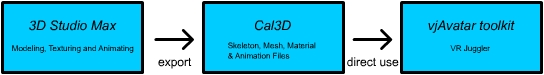 3D Studio Max
Modeling, Texturing and Animating
export
Cal3D
Skeleton, Mesh, Material
& Animation Files
direct use
vjAvatar toolkit
VR Juggler